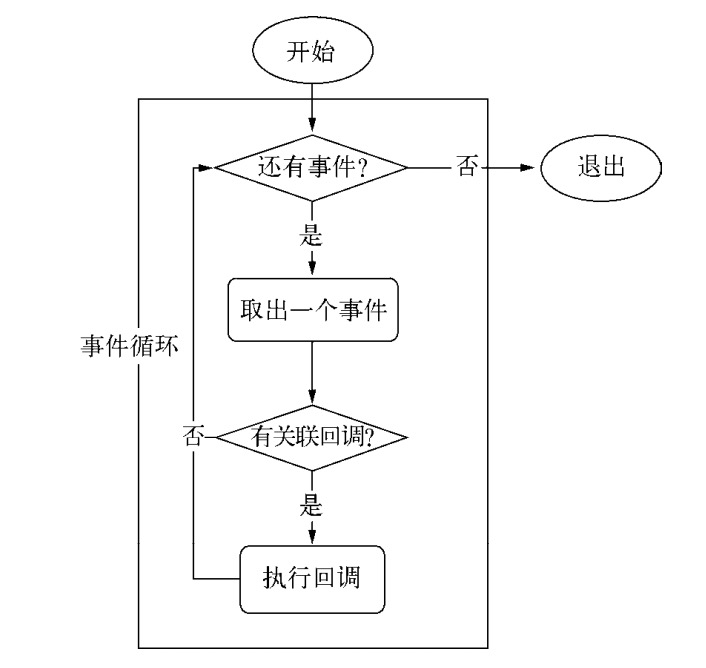 开始
还有事件?
否
退出
是
取出一个事件
事件循环
有关联回调?
否
是
执行回调